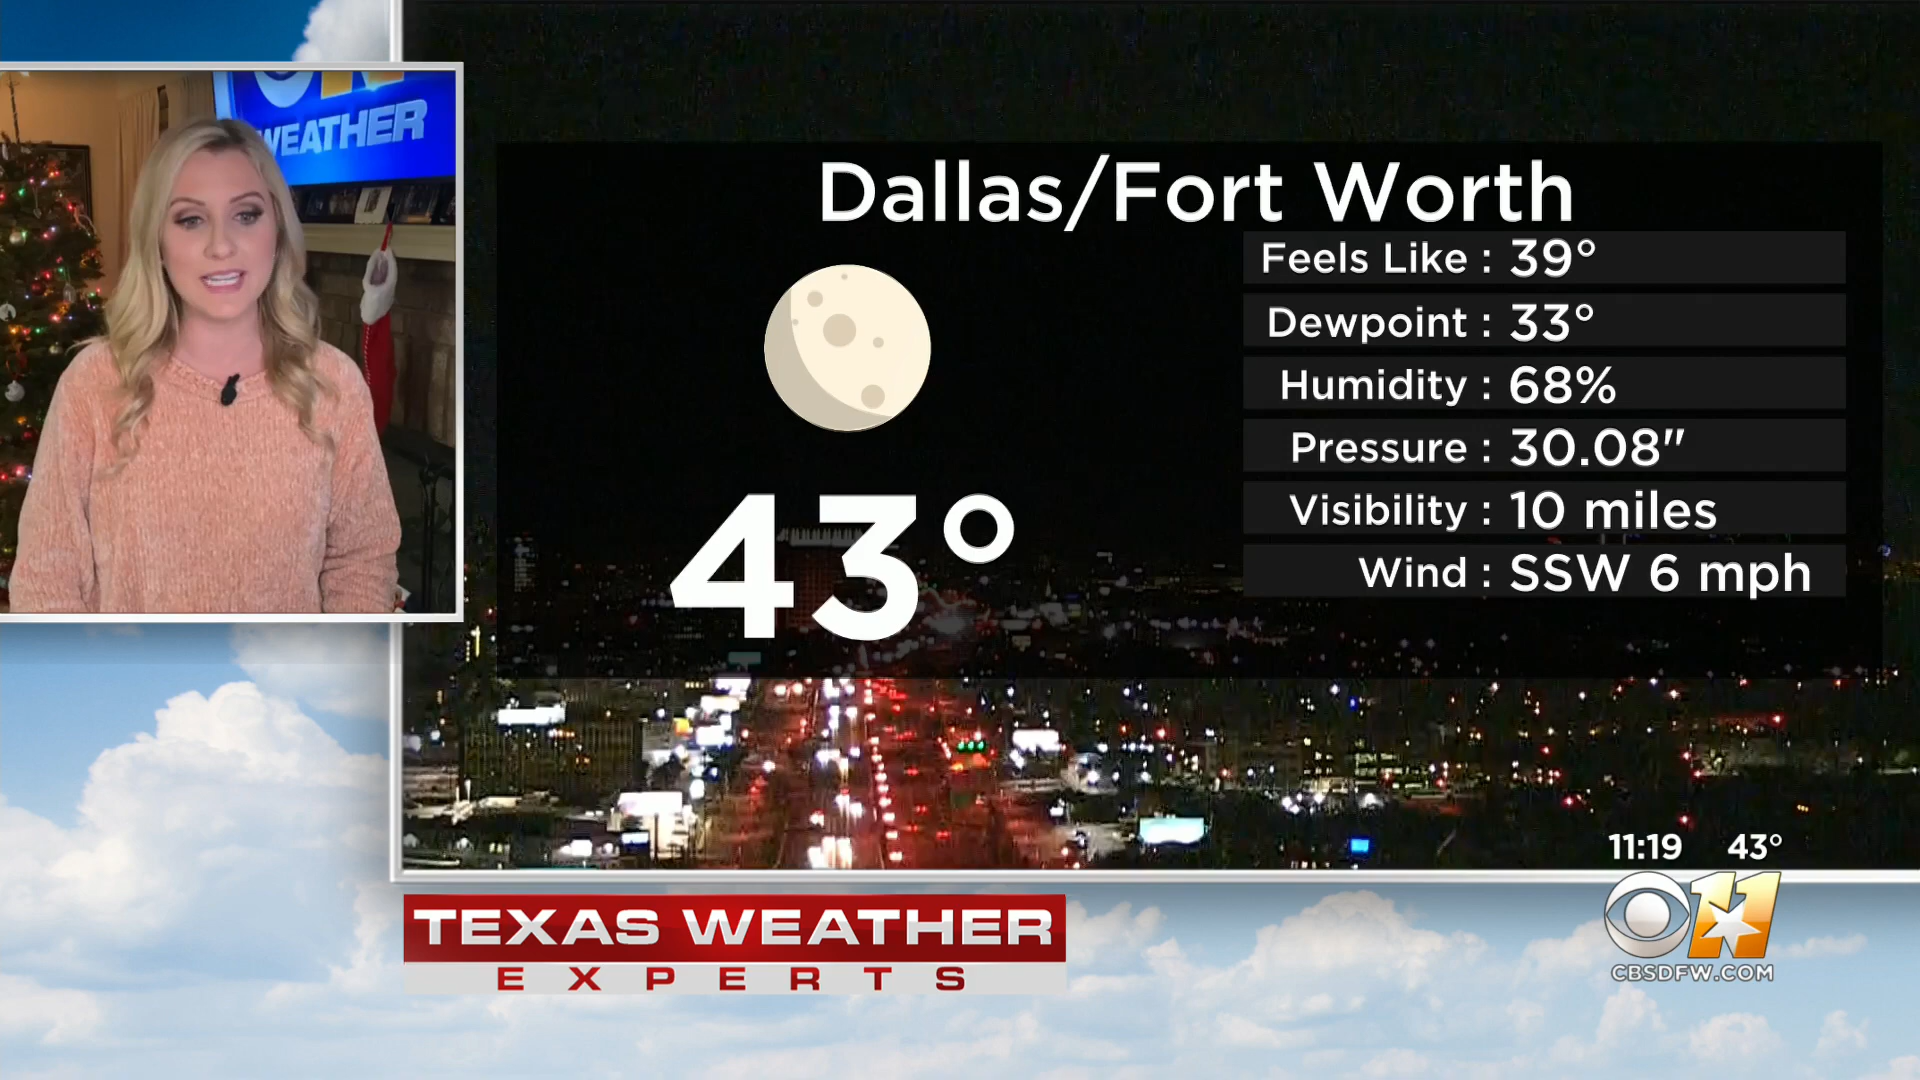 WEATHER
Dallas/Fort Worth
Feels Like : 39°
Dewpoint : 33°
Humidity : 68%
Pressure : 30.08"
Visibility : 10 miles
Wind : SSW 6 mph
43°
11:19 43°
11
CBSDFW.COM
TEXAS WEATHER
EXPERTS